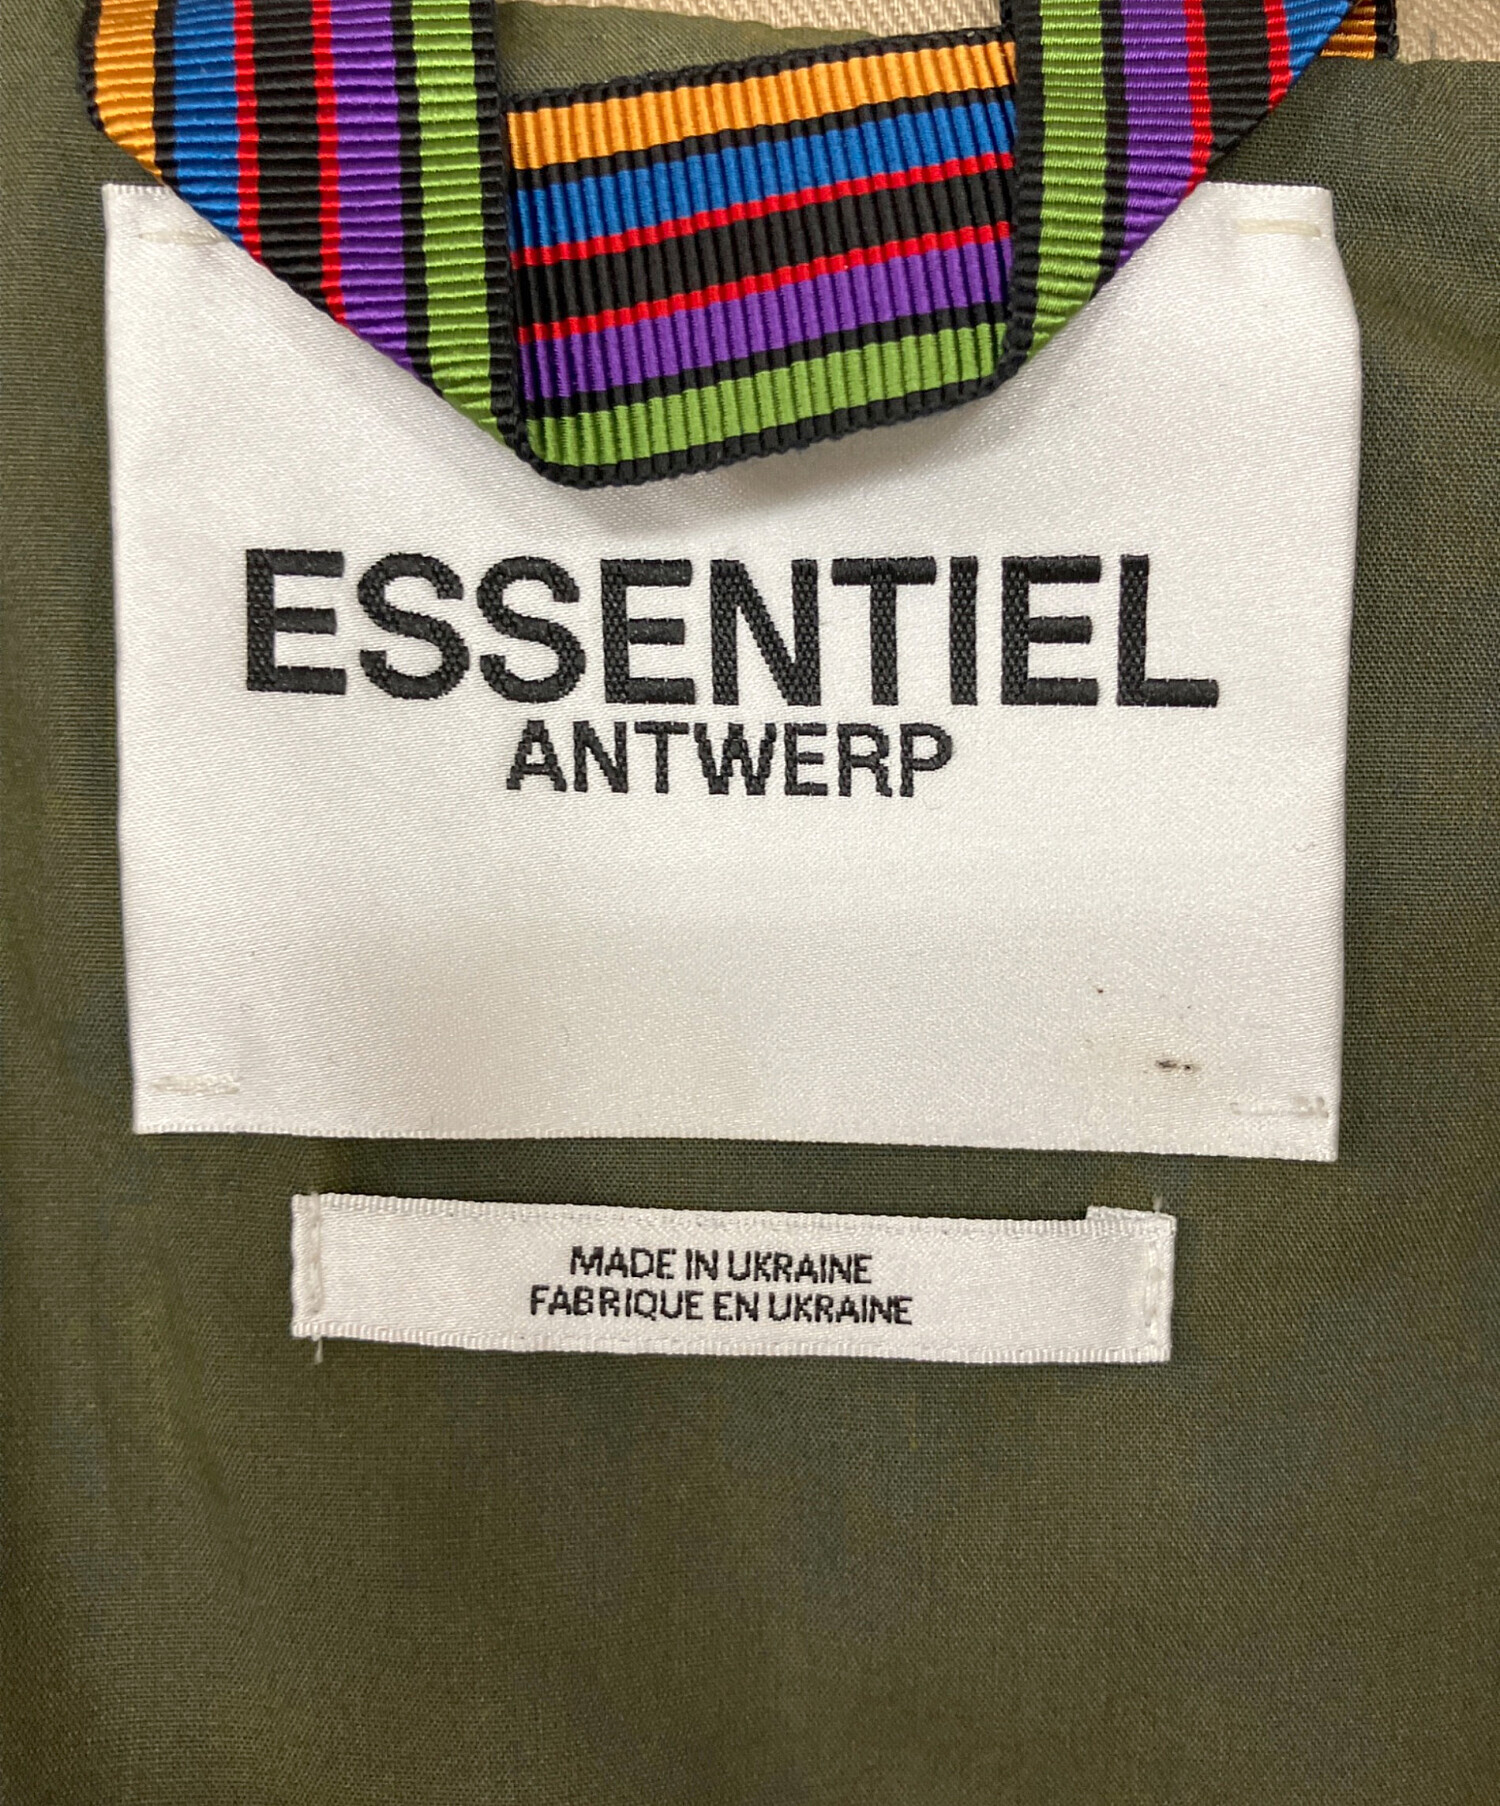 ESSENTIEL
ANTWERP
MADE IN UKRAINE
FABRIQUE EN UKRAINE